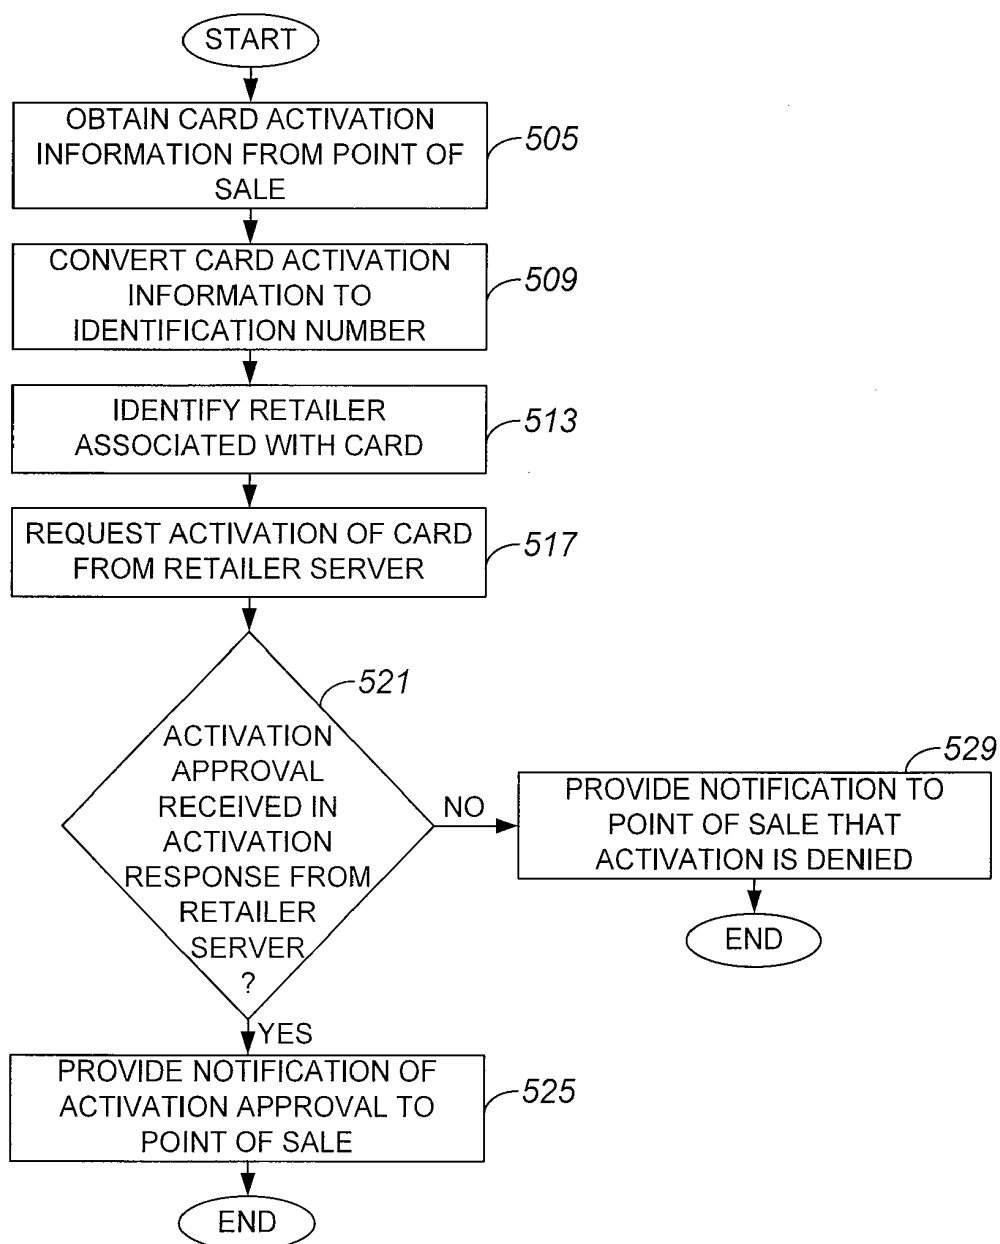 START
OBTAIN CARD ACTIVATION
INFORMATION FROM POINT OF
SALE
505
CONVERT CARD ACTIVATION
INFORMATION TO
IDENTIFICATION NUMBER
509
IDENTIFY RETAILER
ASSOCIATED WITH CARD
513
REQUEST ACTIVATION OF CARD
FROM RETAILER SERVER
517
521
ACTIVATION
APPROVAL
RECEIVED IN
ACTIVATION
RESPONSE FROM
RETAILER
SERVER
?
NO
529
PROVIDE NOTIFICATION TO
POINT OF SALE THAT
ACTIVATION IS DENIED
END
YES
PROVIDE NOTIFICATION OF
ACTIVATION APPROVAL TO
POINT OF SALE
525
END